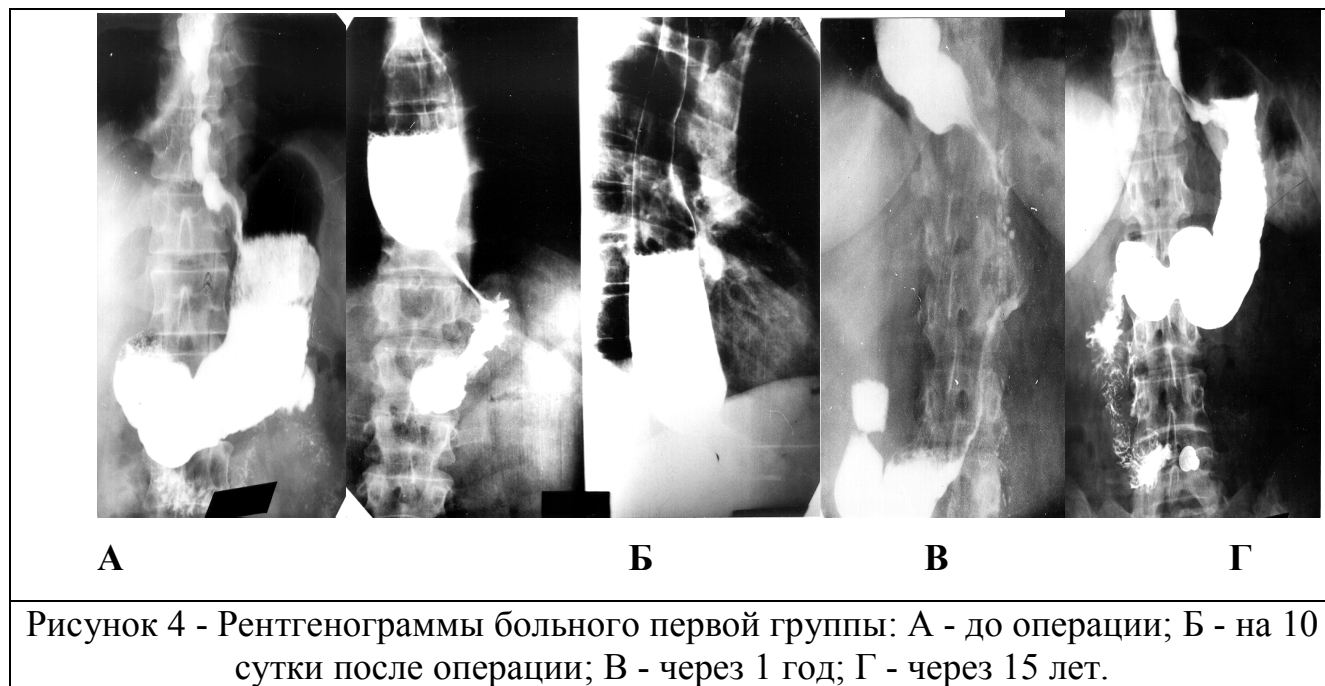 А Б В Г
Рисунок 4 - Рентгенограммы больного первой группы: А - до операции; Б - на 10
сутки после операции; В - через 1 год; Г - через 15 лет.